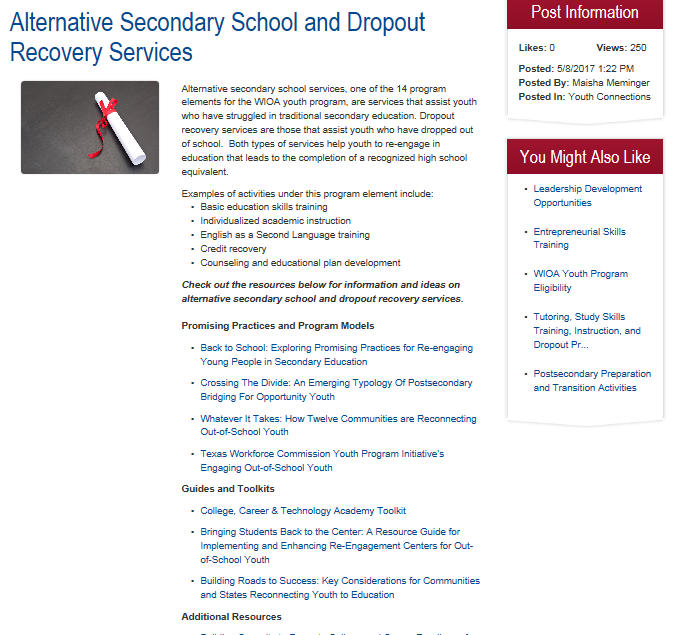 Alternative Secondary School and Dropout
Recovery Services
Alternative secondary school services, one of the 14 program
elements for the WIOA youth program, are services that assist youth
who have struggled in traditional secondary education. Dropout
recovery services are those that assist youth who have dropped out
of school. Both types of services help youth to re-engage in
education that leads to the completion of a recognized high school
equivalent.
Examples of activities under this program element include:
• Basic education skills training
• Individualized academic instruction
• English as a Second Language training
• Credit recovery
• Counseling and educational plan development
Check out the resources below for information and ideas on
alternative secondary school and dropout recovery services.
Promising Practices and Program Models
• Back to School: Exploring Promising Practices for Re-engaging
Young People in Secondary Education
• Crossing The Divide: An Emerging Typology Of Postsecondary
Bridging For Opportunity Youth
• Whatever It Takes: How Twelve Communities are Reconnecting
Out-of-School Youth
• Texas Workforce Commission Youth Program Initiative's
Engaging Out-of-School Youth
Guides and Toolkits
• College, Career & Technology Academy Toolkit
• Bringing Students Back to the Center: A Resource Guide for
Implementing and Enhancing Re-Engagement Centers for Out-
of-School Youth
• Building Roads to Success: Key Considerations for Communities
and States Reconnecting Youth to Education
Additional Resources
Post Information
Likes: 0 Views: 250
Posted: 5/8/2017 1:22 PM
Posted By: Maisha Meminger
Posted In: Youth Connections
You Might Also Like
• Leadership Development
Opportunities
• Entrepreneurial Skills
Training
• WIOA Youth Program
Eligibility
• Tutoring, Study Skills
Training, Instruction, and
Dropout Pr...
• Postsecondary Preparation
and Transition Activities